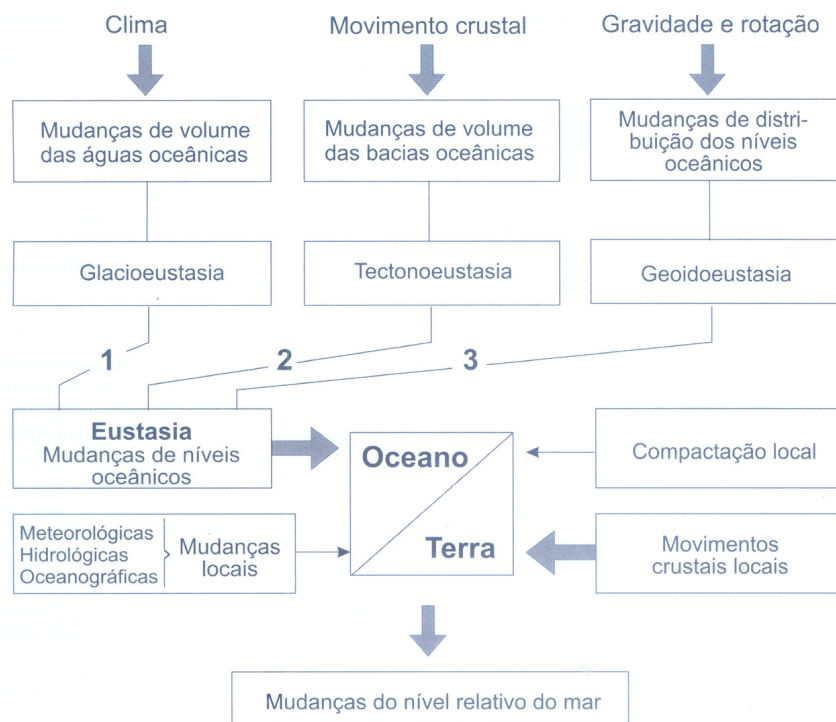 Clima
Movimento crustal
Gravidade e rotação
Mudanças de volume
das águas oceânicas
Mudanças de volume
das bacias oceânicas
Mudanças de distri-
buição dos níveis
oceânicos
Glacioeustasia
Tectonoeustasia
Geoidoeustasia
1
2
3
Eustasia
Mudanças de níveis
oceânicos
Oceano
Terra
Compactação local
Meteorológicas
Hidrológicas
Oceanográficas
Mudanças
locais
Movimentos
crustais locais
Mudanças do nível relativo do mar